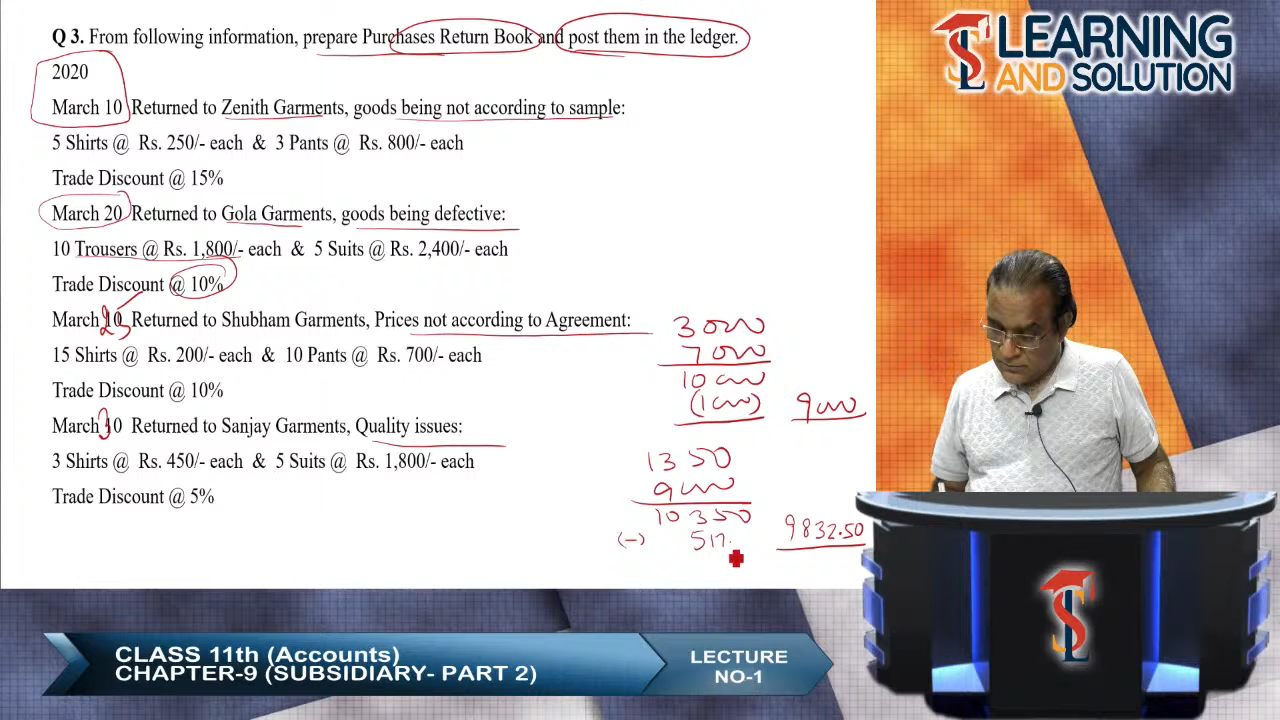 Q 3. From following information, prepare Purchases Return Book and post them in the ledger.
2020
March 10 Returned to Zenith Garments, goods being not according to sample:
5 Shirts @ Rs. 250/- each & 3 Pants @ Rs. 800/- each
Trade Discount @ 15%
March 20 Returned to Gola Garments, goods being defective:
10 Trousers @ Rs. 1,800/- each & 5 Suits @ Rs. 2,400/- each
Trade Discount @ 10%
March 25 Returned to Shubham Garments, Prices not according to Agreement:
15 Shirts @ Rs. 200/- each & 10 Pants @ Rs. 700/- each
Trade Discount @ 10%
March 30 Returned to Sanjay Garments, Quality issues:
3 Shirts @ Rs. 450/- each & 5 Suits @ Rs. 1,800/- each
Trade Discount @ 5%
3000
7000
10000
(1000) 9000
1350
9000
10350
(-) 517. 9832.50
LEARNING
AND SOLUTION
CLASS 11th (Accounts)
CHAPTER-9 (SUBSIDIARY- PART 2)
LECTURE
NO-1